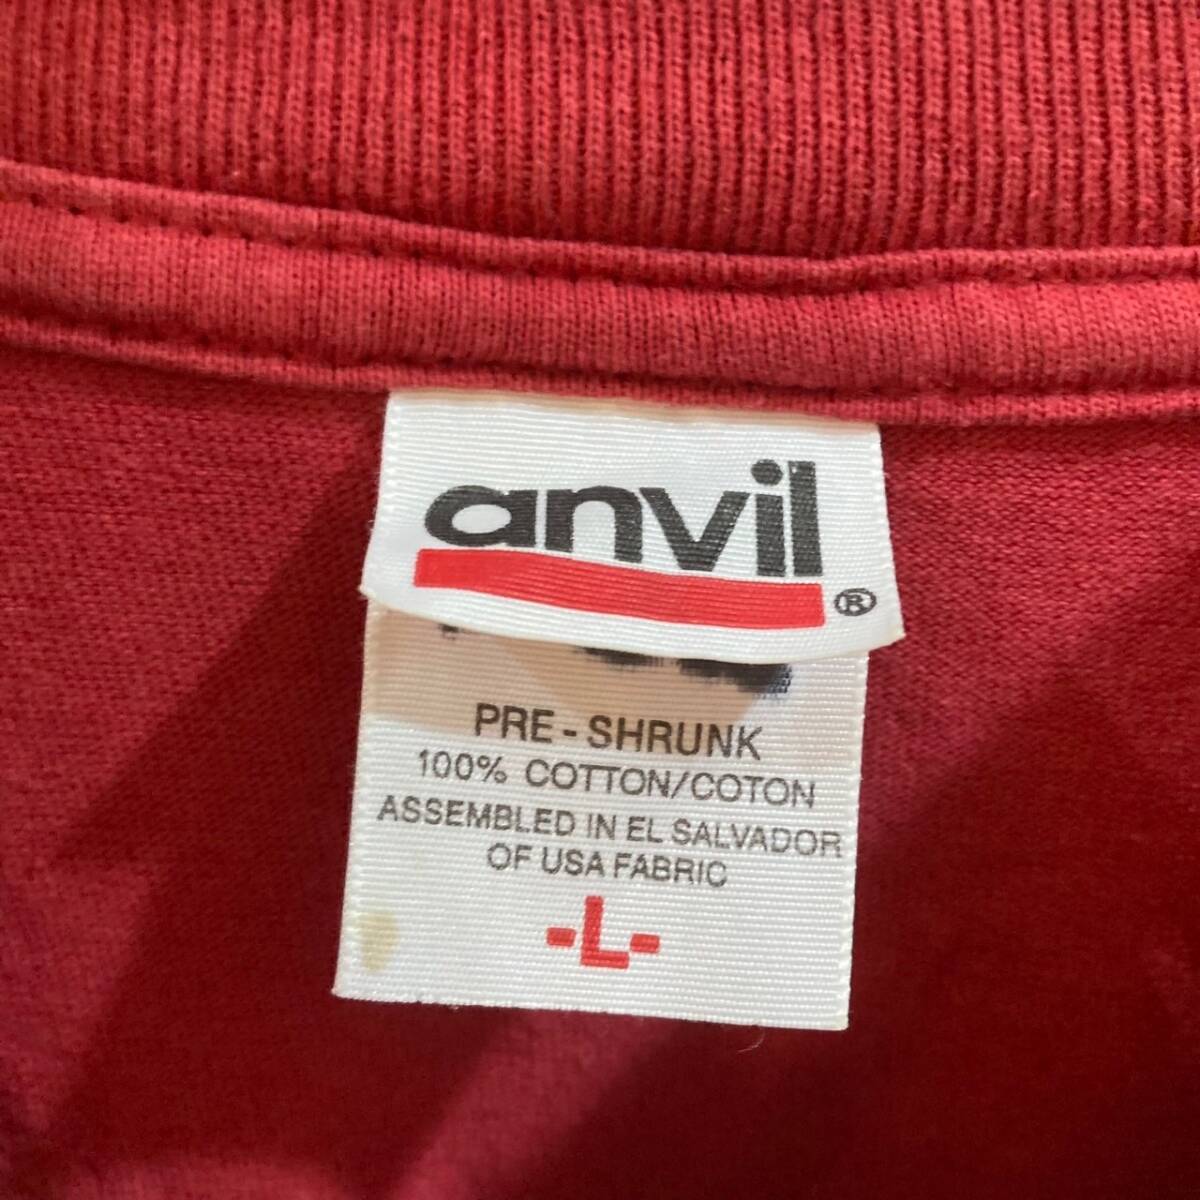 anvil®
PRE - SHRUNK
100% COTTON/COTON
ASSEMBLED IN EL SALVADOR
OF USA FABRIC
-L-